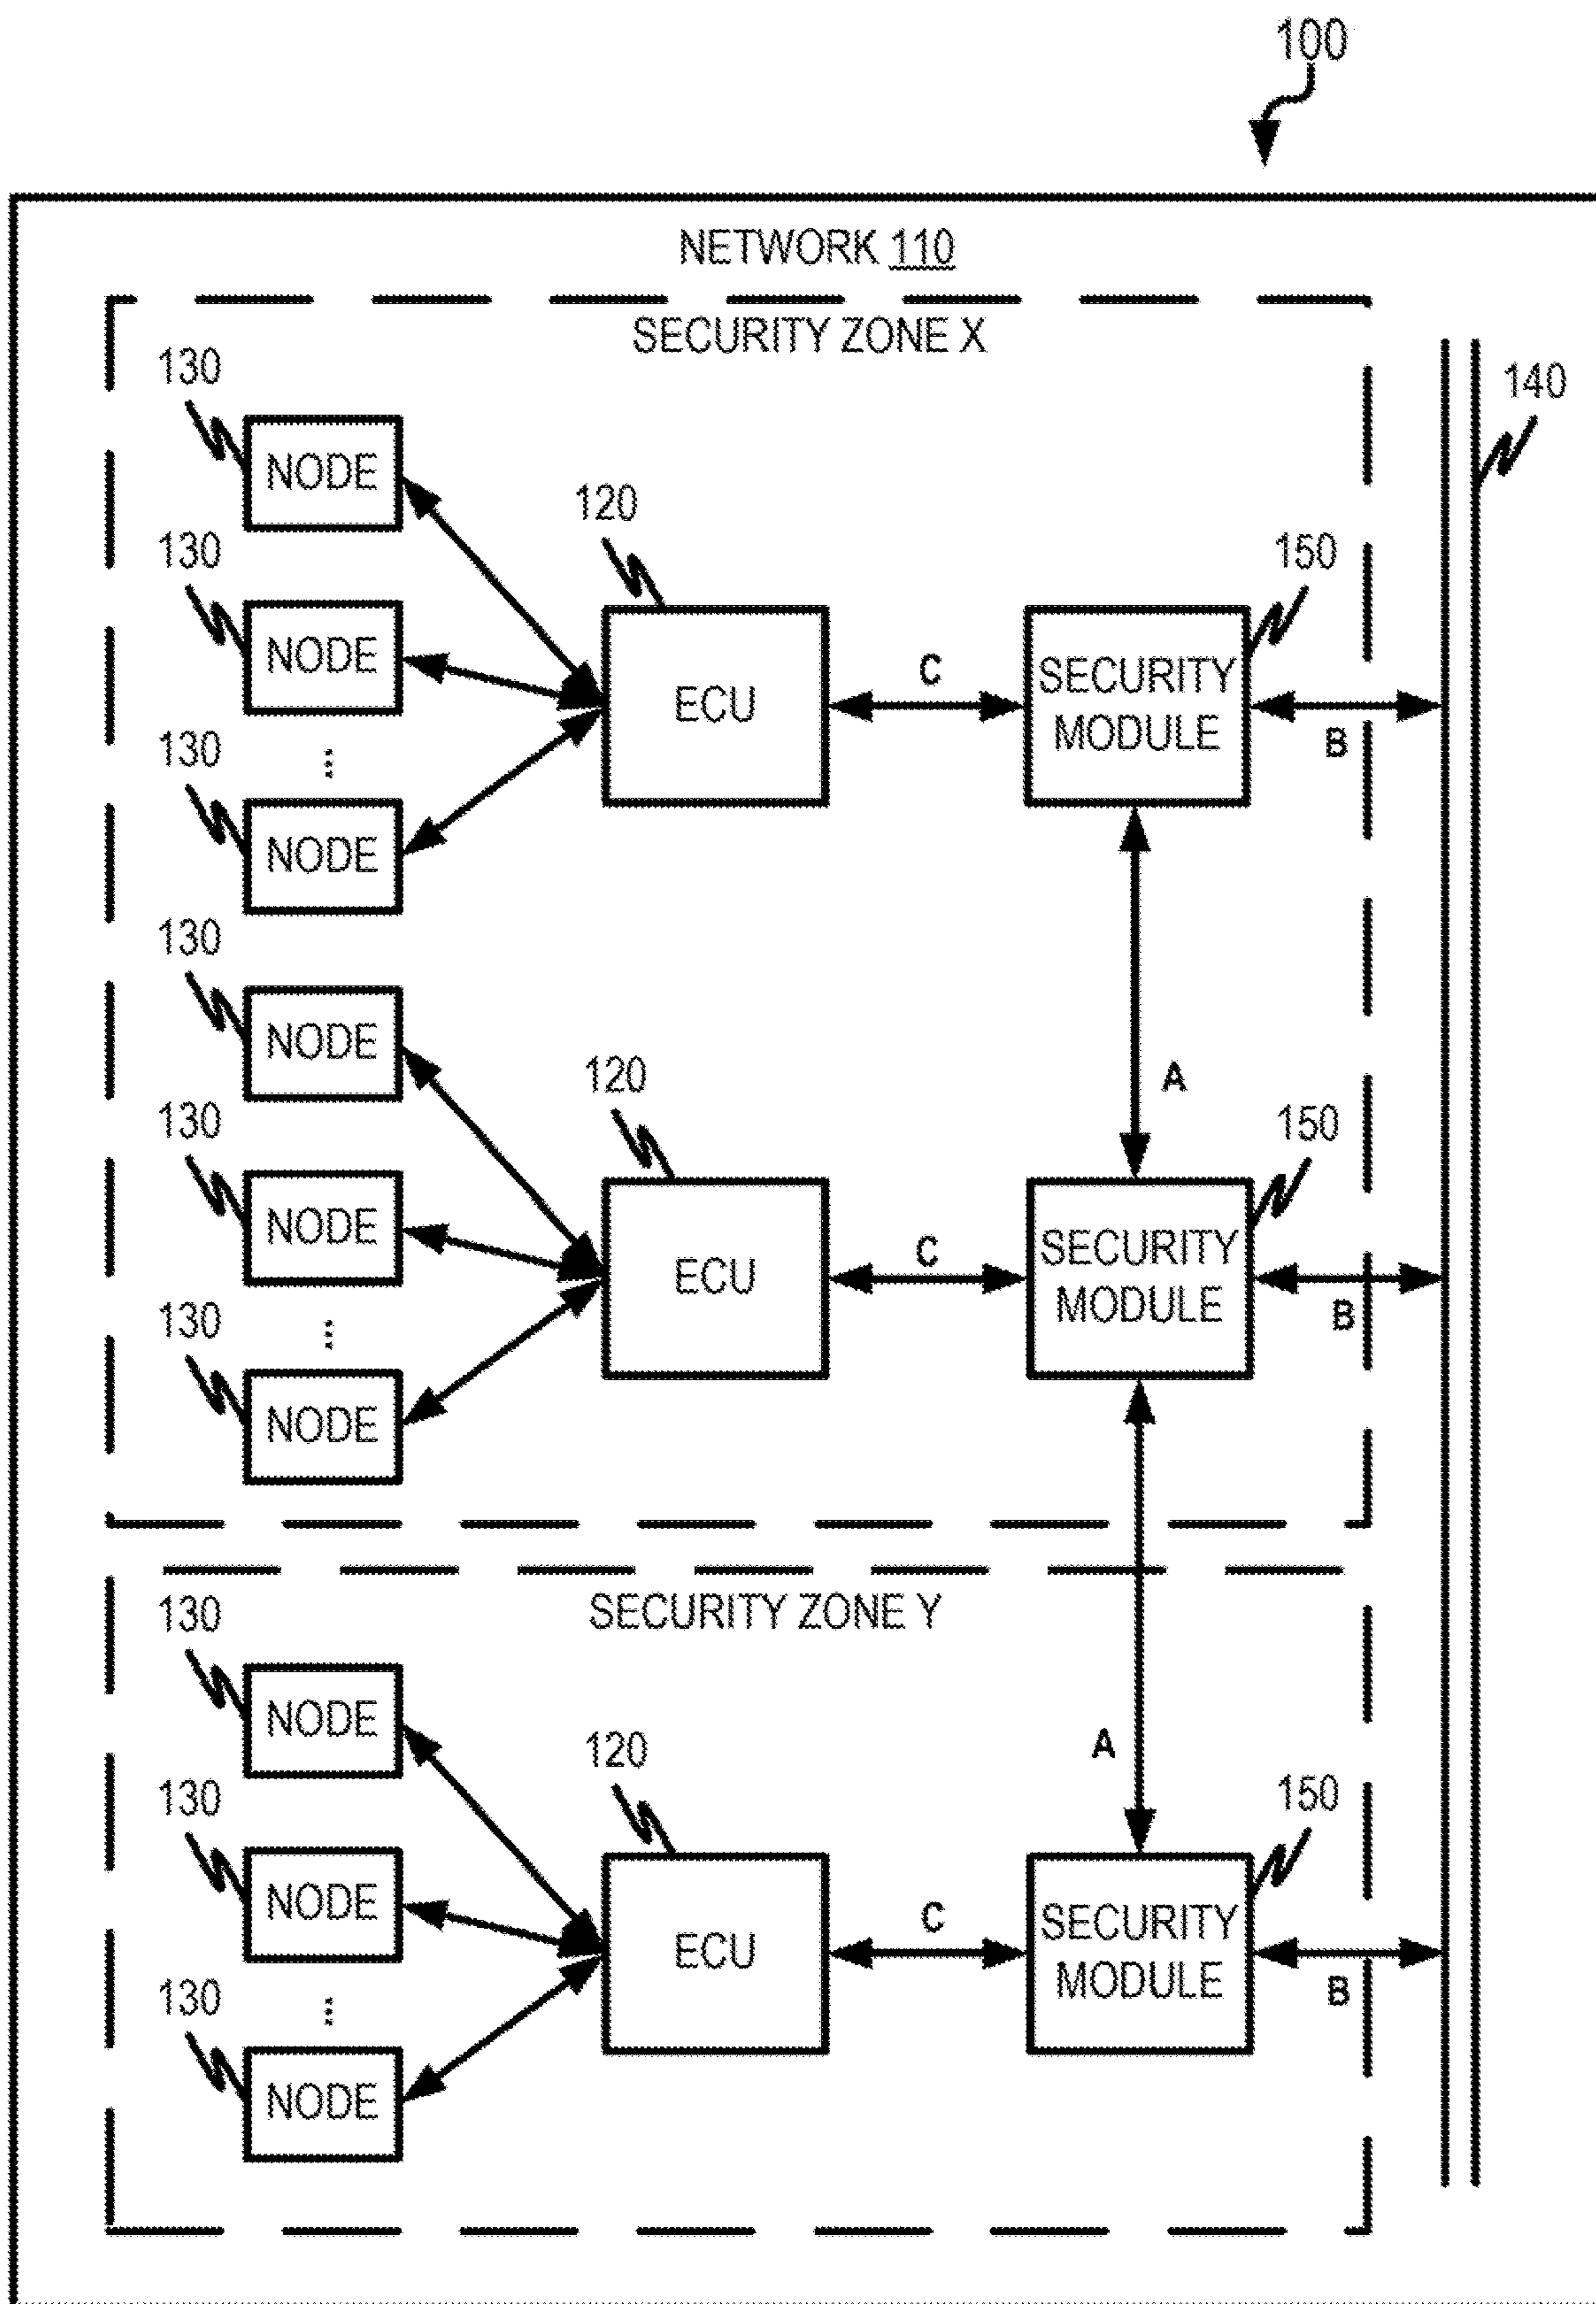 100
NETWORK 110
SECURITY ZONE X
130
NODE
140
120
130
150
NODE
ECU
C
SECURITY
MODULE
B
130
...
NODE
130
NODE
A
120
130
150
NODE
ECU
C
SECURITY
MODULE
B
130
...
NODE
SECURITY ZONE Y
130
NODE
120
A
130
150
NODE
ECU
C
SECURITY
MODULE
B
130
...
NODE